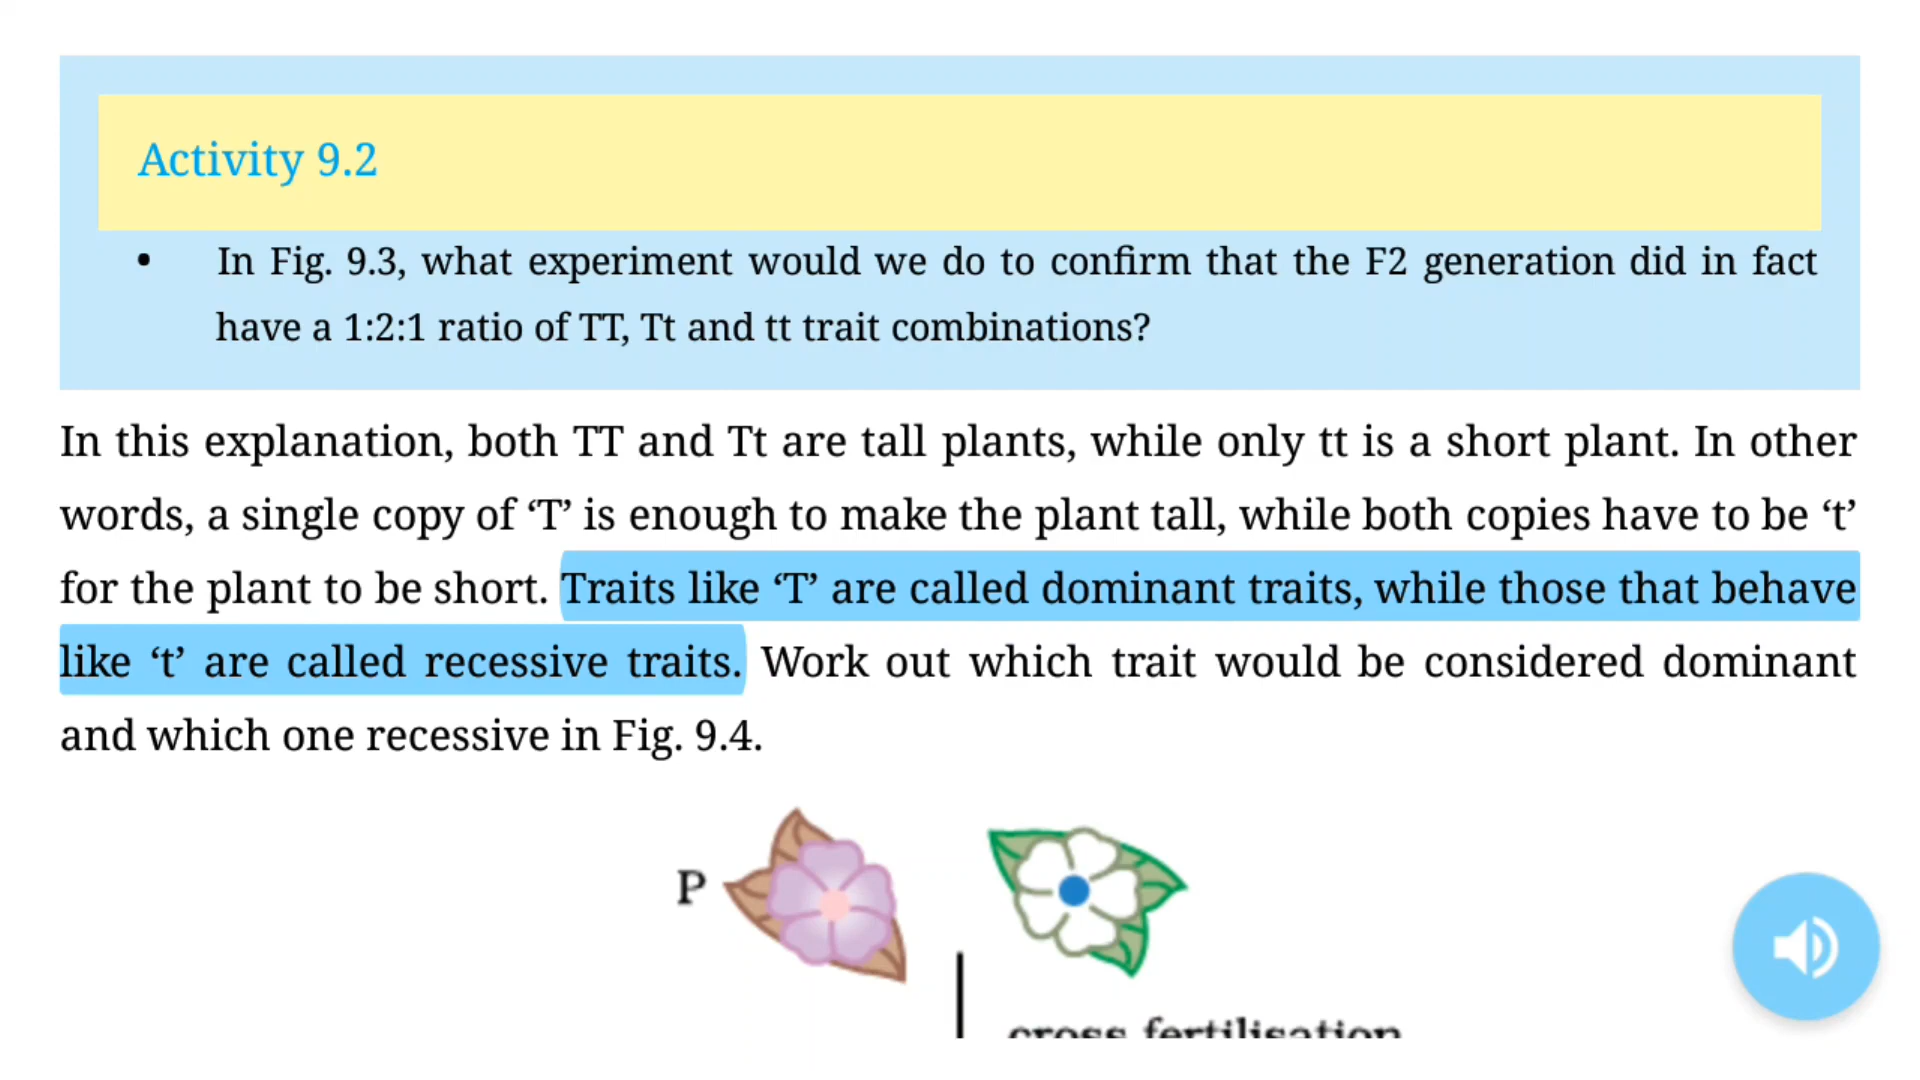 Activity 9.2
• In Fig. 9.3, what experiment would we do to confirm that the F2 generation did in fact
have a 1:2:1 ratio of TT, Tt and tt trait combinations?
In this explanation, both TT and Tt are tall plants, while only tt is a short plant. In other
words, a single copy of ‘T’ is enough to make the plant tall, while both copies have to be ‘t’
for the plant to be short. Traits like ‘T’ are called dominant traits, while those that behave
like ‘t’ are called recessive traits. Work out which trait would be considered dominant
and which one recessive in Fig. 9.4.
P
cross fertilisation